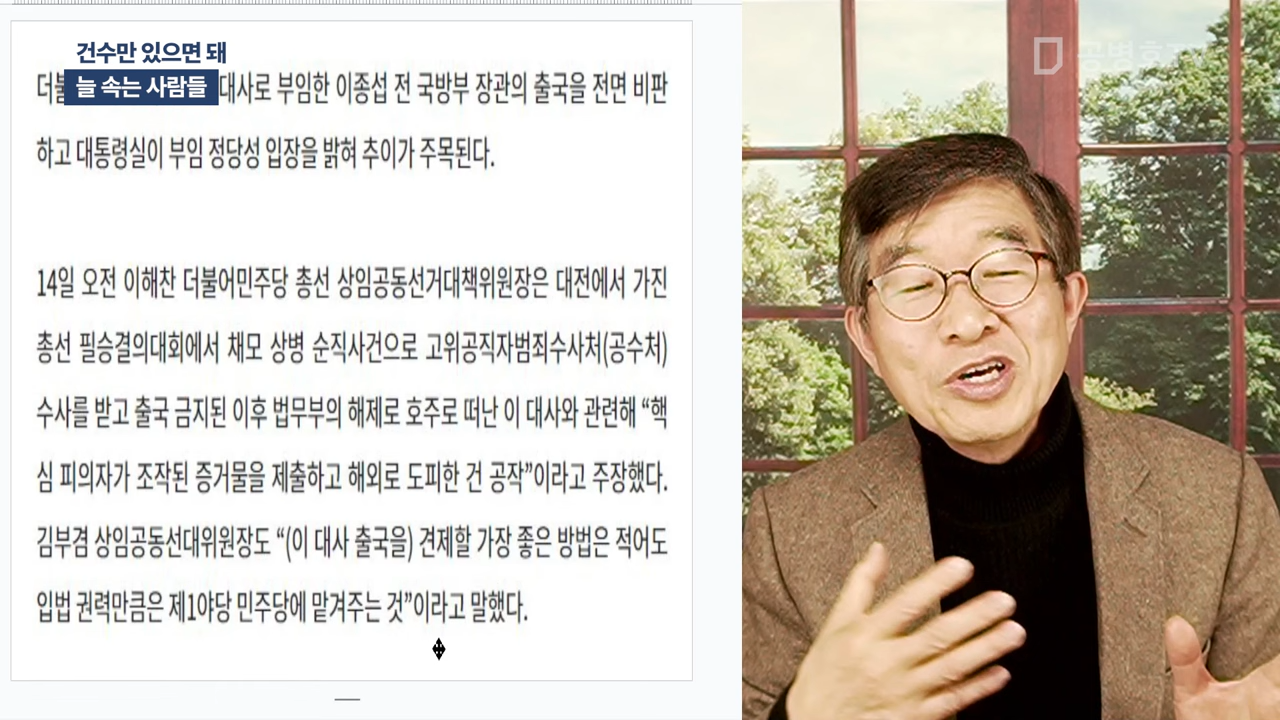 건수만 있으면 돼
늘 속는 사람들
대사로 부임한 이종섭 전 국방부 장관의 출국을 전면 비판
하고 대통령실이 부임 정당성 입장을 밝혀 추이가 주목된다.
14일 오전 이해찬 더불어민주당 총선 상임공동선거대책위원장은 대전에서 가진
총선 필승결의대회에서 채모 상병 순직사건으로 고위공직자범죄수사처(공수처)
수사를 받고 출국 금지된 이후 법무부의 해제로 호주로 떠난 이 대사와 관련해 “핵
심 피의자가 조작된 증거물을 제출하고 해외로 도피한 건 공작”이라고 주장했다.
김부겸 상임공동선대위원장도 “(이 대사 출국을) 견제할 가장 좋은 방법은 적어도
입법 권력만큼은 제1야당 민주당에 맡겨주는 것”이라고 말했다.